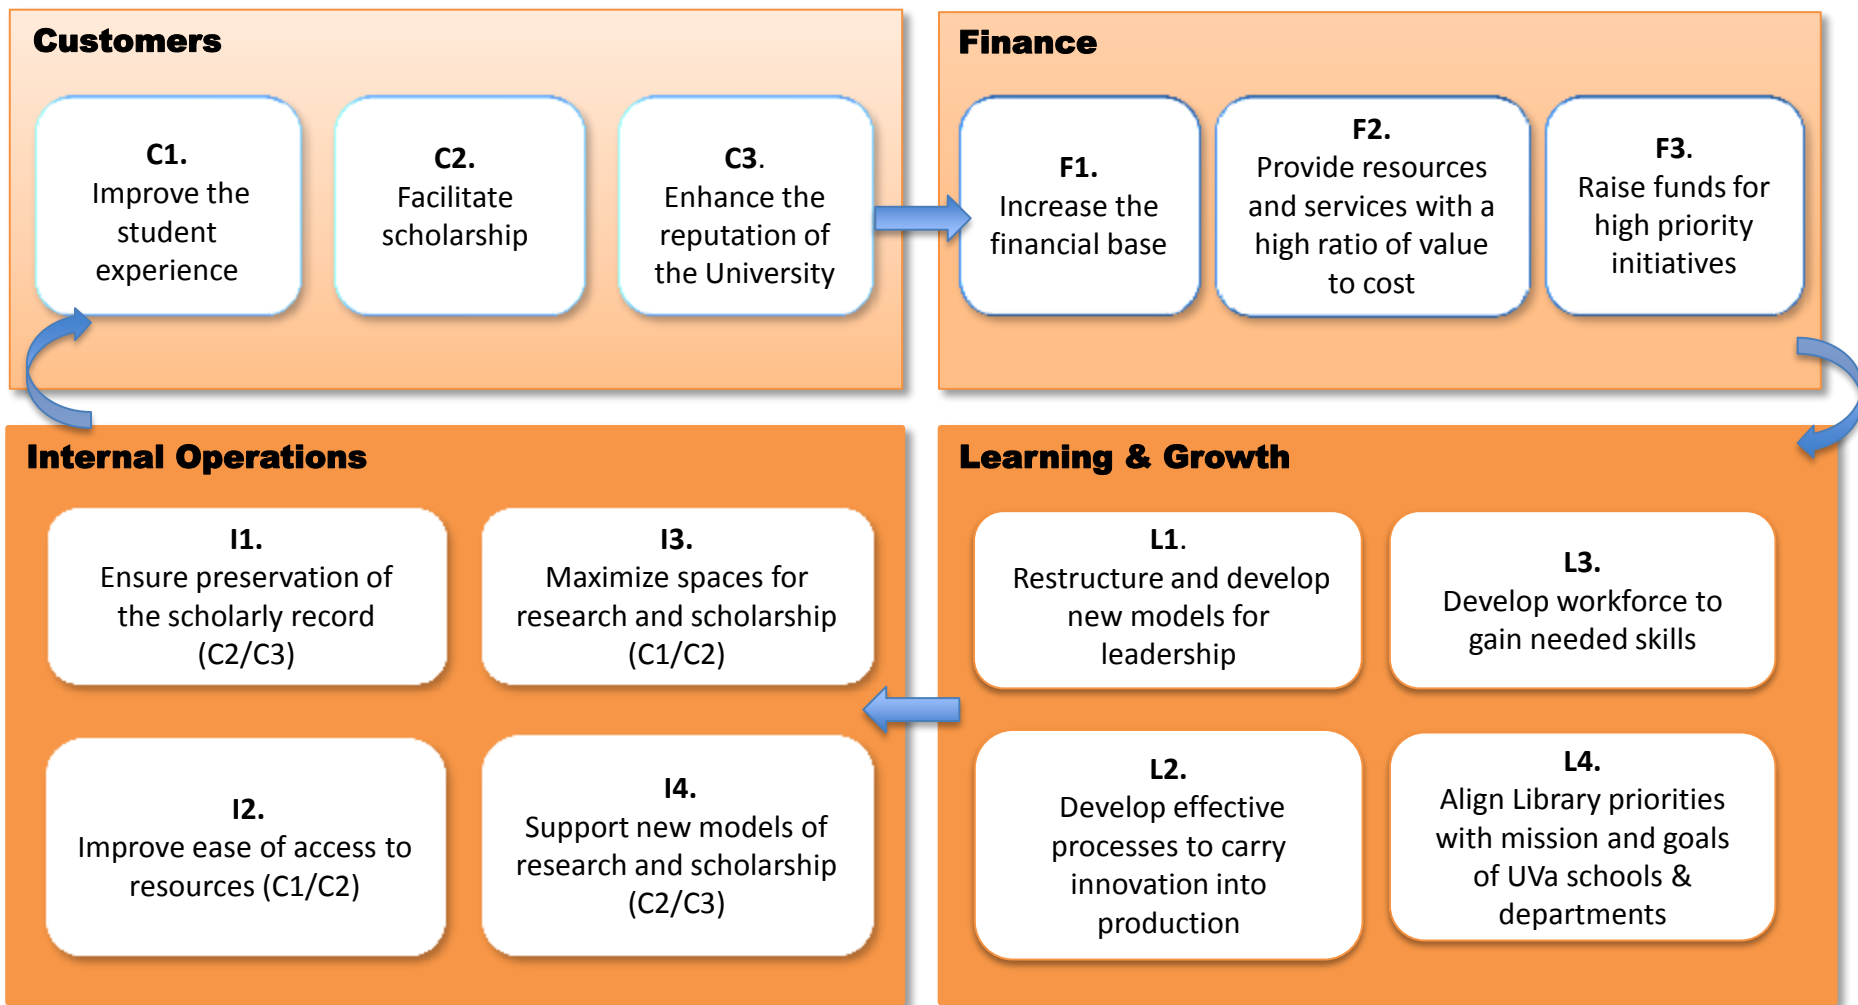 Customers
C1.
Improve the
student
experience
C2.
Facilitate
scholarship
C3.
Enhance the
reputation of
the University
Finance
F1.
Increase the
financial base
F2.
Provide resources
and services with a
high ratio of value
to cost
F3.
Raise funds for
high priority
initiatives
Internal Operations
I1.
Ensure preservation of
the scholarly record
(C2/C3)
I3.
Maximize spaces for
research and scholarship
(C1/C2)
I2.
Improve ease of access to
resources (C1/C2)
I4.
Support new models of
research and scholarship
(C2/C3)
Learning & Growth
L1.
Restructure and develop
new models for
leadership
L3.
Develop workforce to
gain needed skills
L2.
Develop effective
processes to carry
innovation into
production
L4.
Align Library priorities
with mission and goals
of UVa schools &
departments